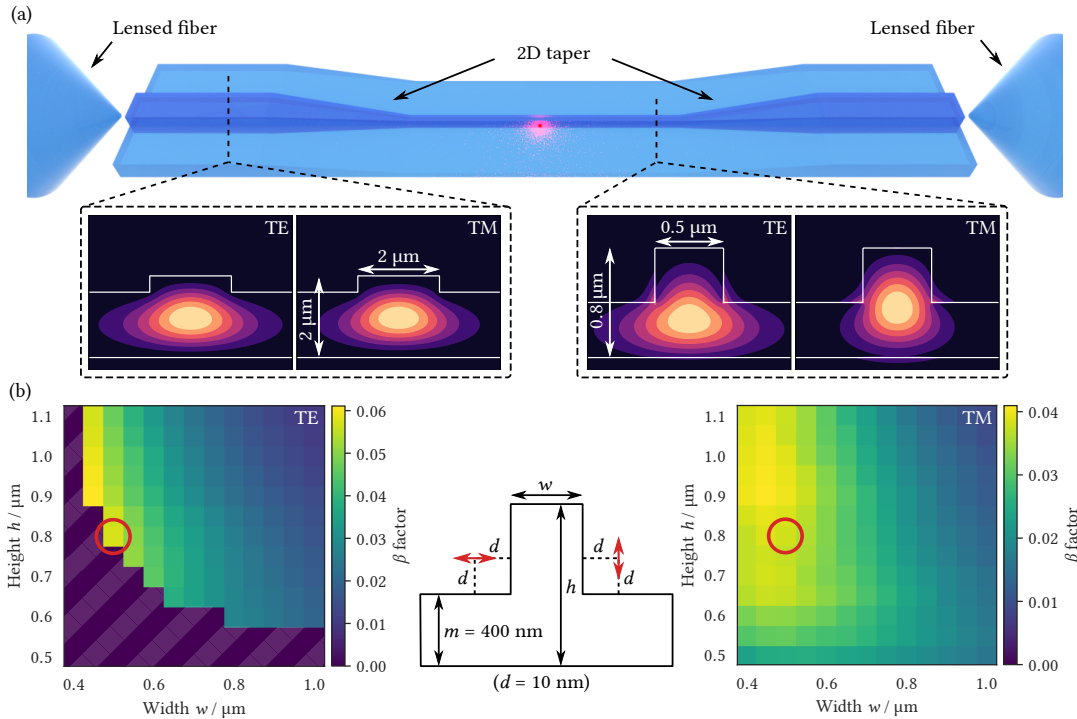 (a)
Lensed fiber
2D taper
Lensed fiber
TE
TM
2 μm
2 μm
TE
TM
0.5 μm
0.8 μm
(b)
TE
1.1
1.0
0.9
0.8
0.7
0.6
0.5
Height h / μm
0.4
0.6
0.8
1.0
Width w / μm
0.06
0.05
0.04
0.03
0.02
0.01
0.00
β factor
w
d
d
d
d
h
m = 400 nm
(d = 10 nm)
TM
1.1
1.0
0.9
0.8
0.7
0.6
0.5
Height h / μm
0.4
0.6
0.8
1.0
Width w / μm
0.04
0.03
0.02
0.01
0.00
β factor